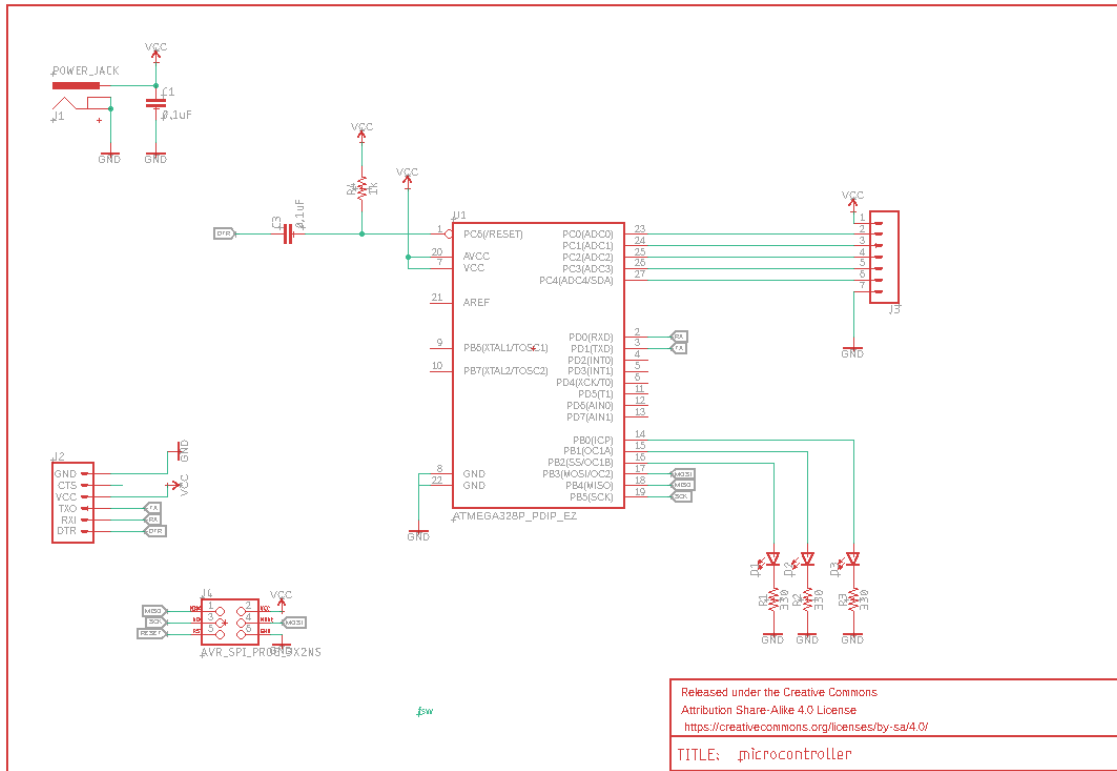 VCC
POWER_JACK
C1
0,1uF
J1
GND
GND
VCC
R4
1K
VCC
DTR
C3
0,1uF
U1
1
PC6(/RESET)
20
AVCC
7
VCC
21
AREF
9
PB6(XTAL1/TOSC1)
10
PB7(XTAL2/TOSC2)
8
GND
22
GND
GND
PC0(ADC0)
23
PC1(ADC1)
24
PC2(ADC2)
25
PC3(ADC3)
26
PC4(ADC4/SDA)
27
PD0(RXD)
2
RX
PD1(TXD)
3
TX
PD2(INT0)
4
PD3(INT1)
5
PD4(XCK/T0)
6
PD5(T1)
11
PD6(AIN0)
12
PD7(AIN1)
13
PB0(ICP)
14
PB1(OC1A)
15
PB2(SS/OC1B)
16
PB3(MOSI/OC2)
17
MOSI
PB4(MISO)
18
MISO
PB5(SCK)
19
SCK
ATMEGA328P_PDIP_EZ
VCC
1
2
3
4
5
6
7
J3
GND
J2
GND
CTS
VCC
TXO
RXI
DTR
GND
VCC
TX
RX
DTR
D1
D2
D3
R1
330
R2
330
R3
330
GND
GND
GND
J4
VCC
MISO
1
2
SCK
3
4
MOSI
RESET
5
6
GND
AVR_SPI_PROG_3X2NS
Released under the Creative Commons
Attribution Share-Alike 4.0 License
https://creativecommons.org/licenses/by-sa/4.0/
TITLE: microcontroller